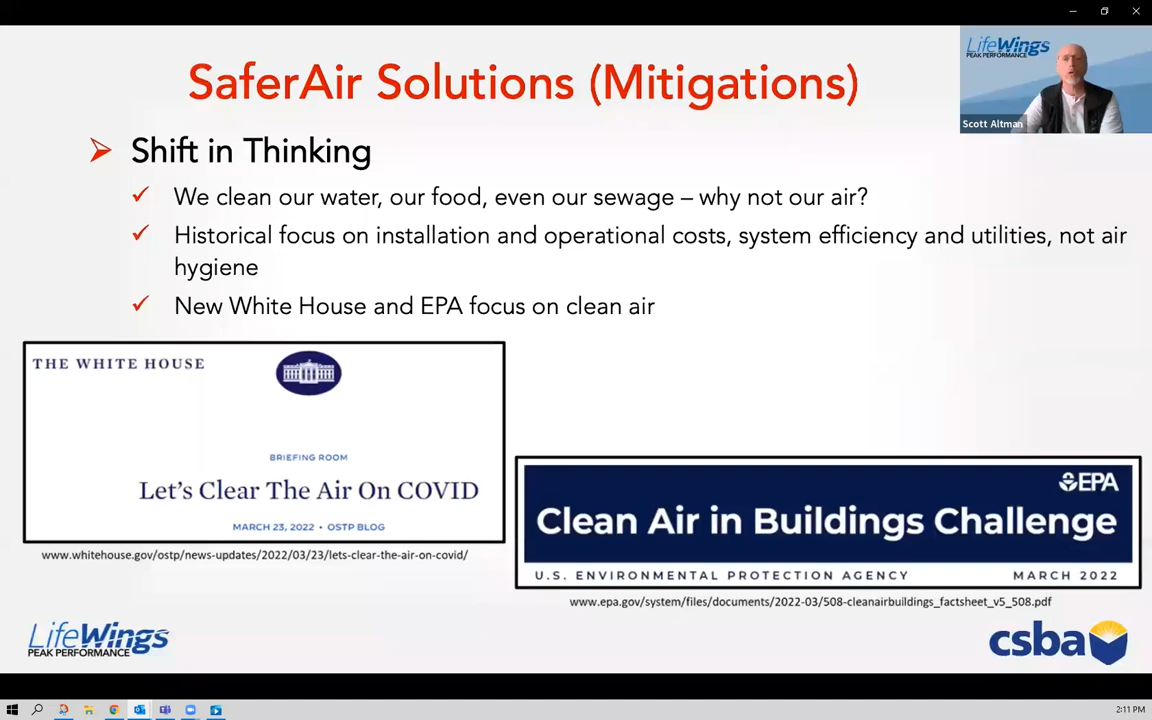 SaferAir Solutions (Mitigations)
LifeWings
PEAK PERFORMANCE
Scott Altman
Shift in Thinking
We clean our water, our food, even our sewage – why not our air?
Historical focus on installation and operational costs, system efficiency and utilities, not air
hygiene
New White House and EPA focus on clean air
THE WHITE HOUSE
BRIEFING ROOM
Let's Clear The Air On COVID
MARCH 23, 2022 • OSTP BLOG
www.whitehouse.gov/ostp/news-updates/2022/03/23/lets-clear-the-air-on-covid/
EPA
Clean Air in Buildings Challenge
U.S. ENVIRONMENTAL PROTECTION AGENCY MARCH 2022
www.epa.gov/system/files/documents/2022-03/508-cleanairbuildings_factsheet_v5_508.pdf
LifeWings
PEAK PERFORMANCE
csba
2:11 PM